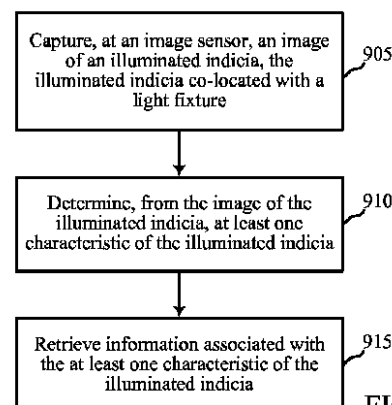 Capture, at an image sensor, an image
of an illuminated indicia, the
illuminated indicia co-located with a
light fixture
905
Determine, from the image of the
illuminated indicia, at least one
characteristic of the illuminated indicia
910
Retrieve information associated with
the at least one characteristic of the
illuminated indicia
915